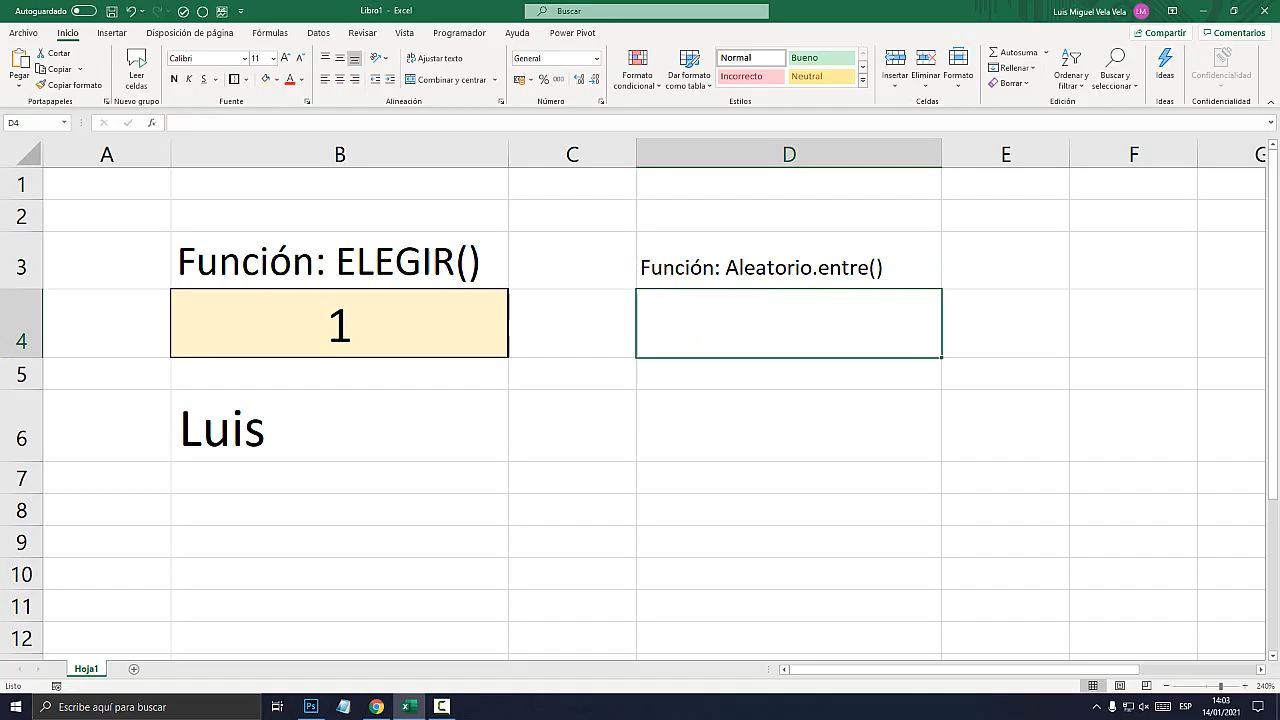 Autoguardado
Libro1 - Excel
Buscar
Luis Miguel Vela Vela
LM
Archivo
Inicio
Insertar
Disposición de página
Fórmulas
Datos
Revisar
Vista
Programador
Ayuda
Power Pivot
Compartir
Comentarios
Pegar
Cortar
Copiar
Copiar formato
Portapapeles
Leer celdas
Nuevo grupo
Calibri
11
N K S
Fuente
Ajustar texto
Combinar y centrar
Alineación
General
% 000
Número
Formato condicional
Dar formato como tabla
Normal
Bueno
Incorrecto
Neutral
Estilos
Insertar
Eliminar
Formato
Celdas
Autosuma
Rellenar
Borrar
Ordenar y filtrar
Buscar y seleccionar
Edición
Ideas
Ideas
Confidencialidad
Confidencialidad
D4
fx
A B C D E F G
1
2
3 Función: ELEGIR() Función: Aleatorio.entre()
4 1
5
6 Luis
7
8
9
10
11
12
Hoja1
Listo
240%
Escribe aquí para buscar
Ps
ESP
14:03
14/01/2021